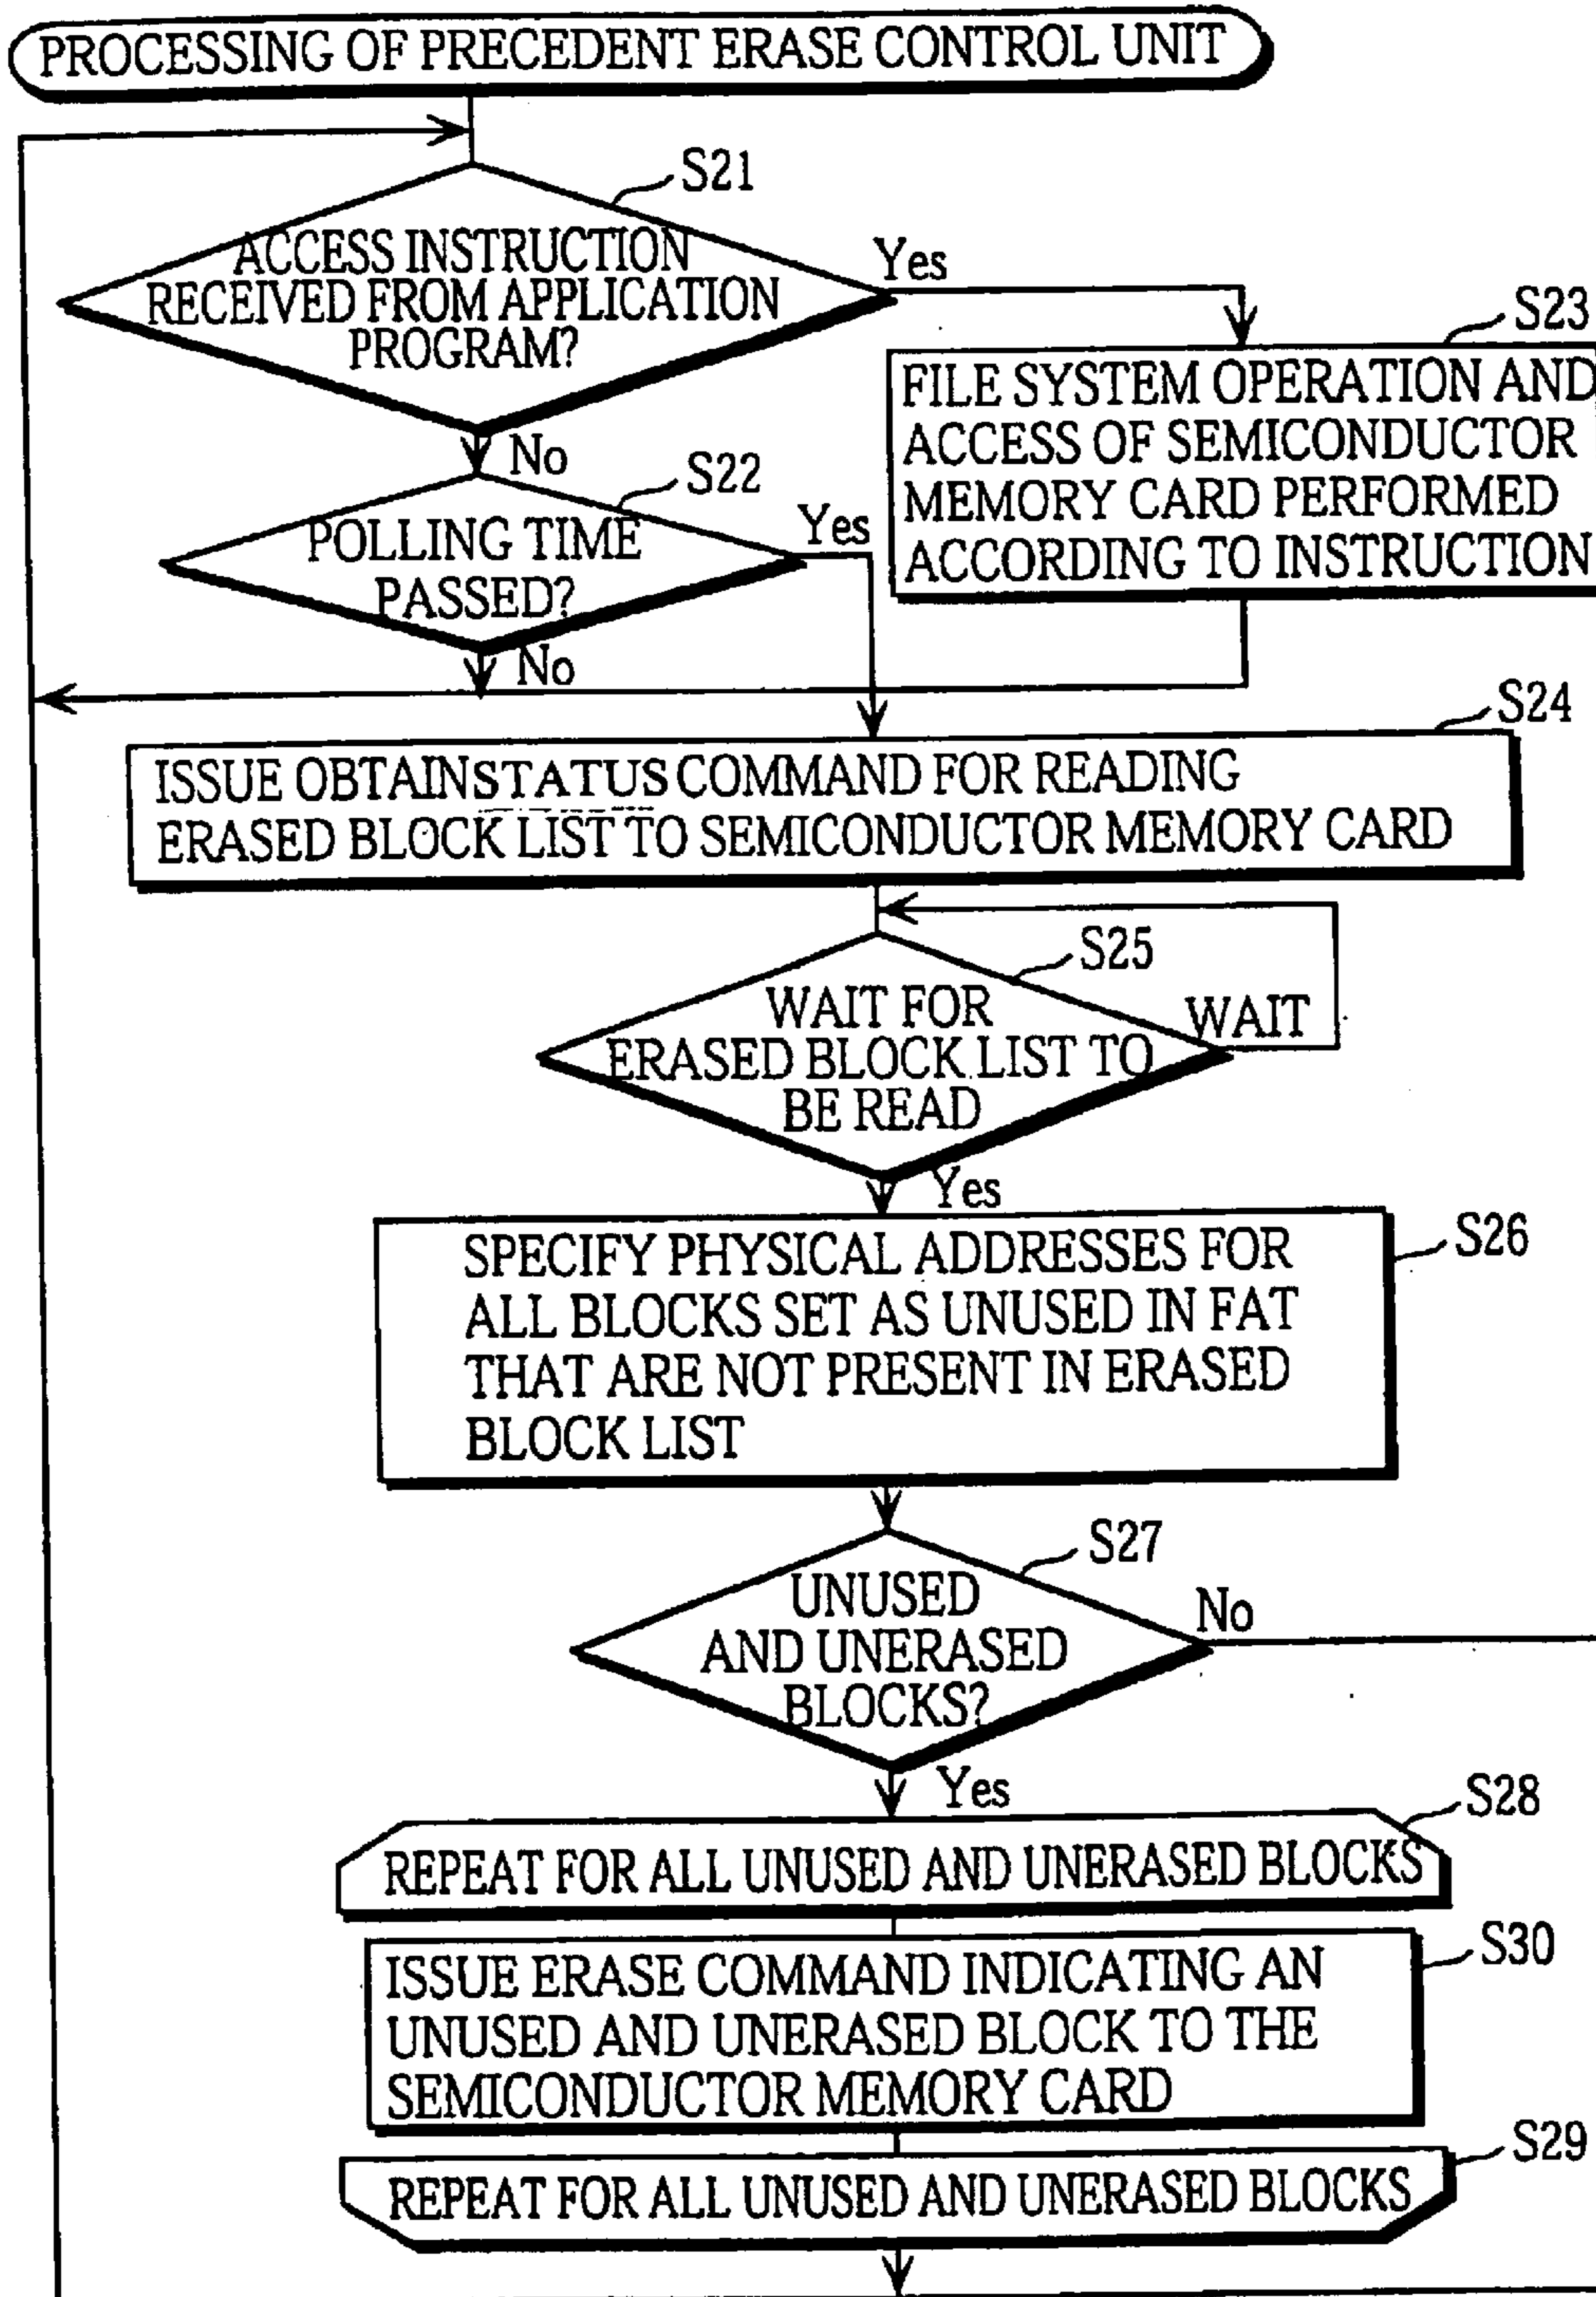 PROCESSING OF PRECEDENT ERASE CONTROL UNIT
S21
ACCESS INSTRUCTION
RECEIVED FROM APPLICATION
PROGRAM?
Yes
No
S23
FILE SYSTEM OPERATION AND
ACCESS OF SEMICONDUCTOR
MEMORY CARD PERFORMED
ACCORDING TO INSTRUCTION
S22
POLLING TIME
PASSED?
Yes
No
S24
ISSUE OBTAIN STATUS COMMAND FOR READING
ERASED BLOCK LIST TO SEMICONDUCTOR MEMORY CARD
S25
WAIT FOR
ERASED BLOCK LIST TO
BE READ
WAIT
Yes
S26
SPECIFY PHYSICAL ADDRESSES FOR
ALL BLOCKS SET AS UNUSED IN FAT
THAT ARE NOT PRESENT IN ERASED
BLOCK LIST
S27
UNUSED
AND UNERASED
BLOCKS?
No
Yes
S28
REPEAT FOR ALL UNUSED AND UNERASED BLOCKS
S30
ISSUE ERASE COMMAND INDICATING AN
UNUSED AND UNERASED BLOCK TO THE
SEMICONDUCTOR MEMORY CARD
S29
REPEAT FOR ALL UNUSED AND UNERASED BLOCKS